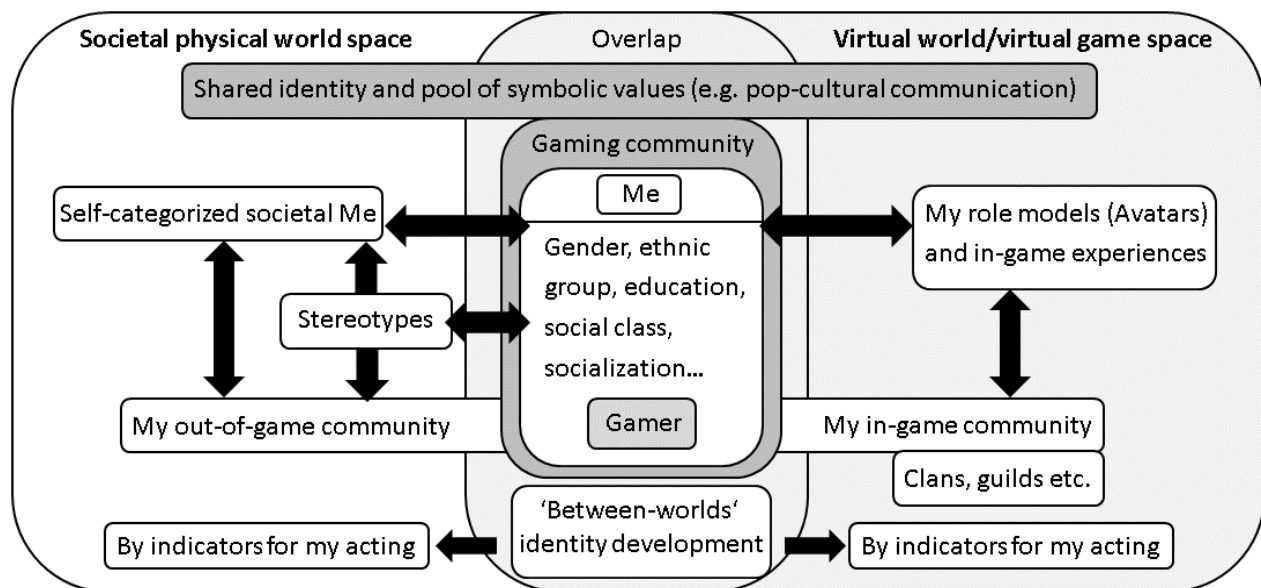 Societal physical world space
Overlap
Virtual world/virtual game space
Shared identity and pool of symbolic values (e.g. pop-cultural communication)
Gaming community
Me
Self-categorized societal Me
My role models (Avatars)
and in-game experiences
Gender, ethnic
group, education,
social class,
socialization…
Stereotypes
My out-of-game community
Gamer
My in-game community
Clans, guilds etc.
‘Between-worlds‘
identity development
By indicators for my acting
By indicators for my acting